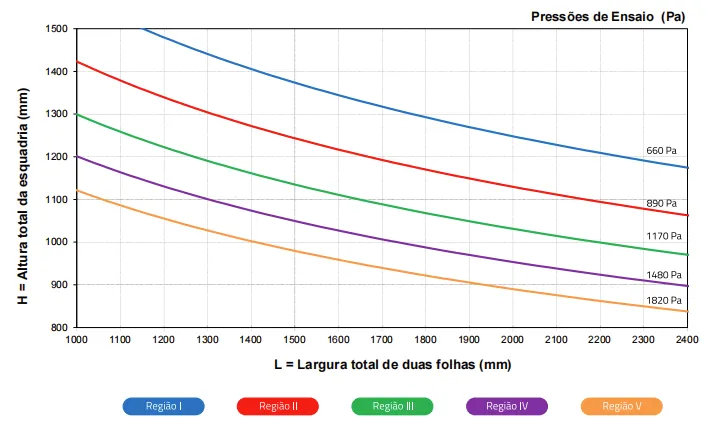 Pressões de Ensaio (Pa)
H = Altura total da esquadria (mm)
1500
1400
1300
1200
1100
1000
900
800
660 Pa
890 Pa
1170 Pa
1480 Pa
1820 Pa
1000 1100 1200 1300 1400 1500 1600 1700 1800 1900 2000 2100 2200 2300 2400
L = Largura total de duas folhas (mm)
Região I Região II Região III Região IV Região V